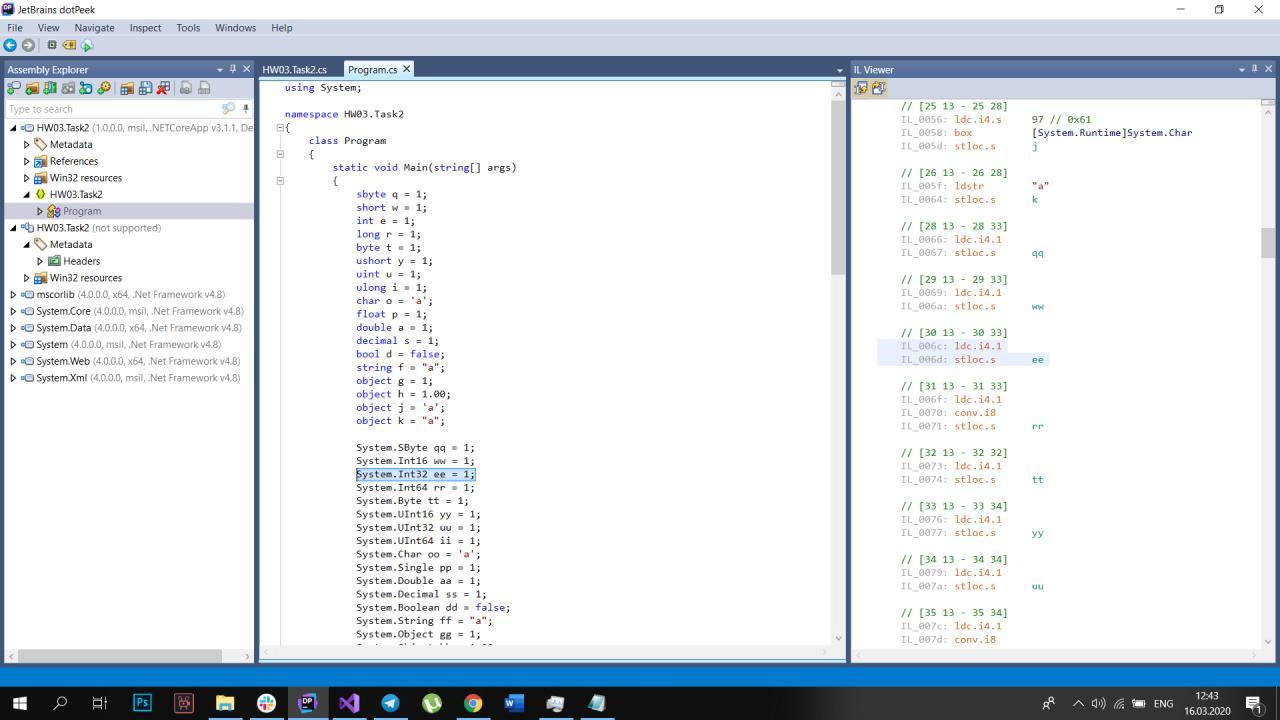 JetBrains dotPeek
File View Navigate Inspect Tools Windows Help
Assembly Explorer
Type to search
HW03.Task2 (1.0.0.0, msil, .NETCoreApp v3.1.1, De
Metadata
References
Win32 resources
HW03.Task2
Program
HW03.Task2 (not supported)
Metadata
Headers
Win32 resources
mscorlib (4.0.0.0, x64, .Net Framework v4.8)
System.Core (4.0.0.0, msil, .Net Framework v4.8)
System.Data (4.0.0.0, x64, .Net Framework v4.8)
System (4.0.0.0, msil, .Net Framework v4.8)
System.Web (4.0.0.0, x64, .Net Framework v4.8)
System.Xml (4.0.0.0, msil, .Net Framework v4.8)
HW03.Task2.cs Program.cs
using System;
namespace HW03.Task2
{
class Program
{
static void Main(string[] args)
{
sbyte q = 1;
short w = 1;
int e = 1;
long r = 1;
byte t = 1;
ushort y = 1;
uint u = 1;
ulong i = 1;
char o = 'a';
float p = 1;
double a = 1;
decimal s = 1;
bool d = false;
string f = "a";
object g = 1;
object h = 1.00;
object j = 'a';
object k = "a";
System.SByte qq = 1;
System.Int16 ww = 1;
System.Int32 ee = 1;
System.Int64 rr = 1;
System.Byte tt = 1;
System.UInt16 yy = 1;
System.UInt32 uu = 1;
System.UInt64 ii = 1;
System.Char oo = 'a';
System.Single pp = 1;
System.Double aa = 1;
System.Decimal ss = 1;
System.Boolean dd = false;
System.String ff = "a";
System.Object gg = 1;
IL Viewer
// [25 13 - 25 28]
IL_0056: ldc.i4.s 97 // 0x61
IL_0058: box [System.Runtime]System.Char
IL_005d: stloc.s j
// [26 13 - 26 28]
IL_005f: ldstr "a"
IL_0064: stloc.s k
// [28 13 - 28 33]
IL_0066: ldc.i4.1
IL_0067: stloc.s qq
// [29 13 - 29 33]
IL_0069: ldc.i4.1
IL_006a: stloc.s ww
// [30 13 - 30 33]
IL_006c: ldc.i4.1
IL_006d: stloc.s ee
// [31 13 - 31 33]
IL_006f: ldc.i4.1
IL_0070: conv.i8
IL_0071: stloc.s rr
// [32 13 - 32 32]
IL_0073: ldc.i4.1
IL_0074: stloc.s tt
// [33 13 - 33 34]
IL_0076: ldc.i4.1
IL_0077: stloc.s yy
// [34 13 - 34 34]
IL_0079: ldc.i4.1
IL_007a: stloc.s uu
// [35 13 - 35 34]
IL_007c: ldc.i4.1
IL_007d: conv.i8
ENG
12:43
16.03.2020